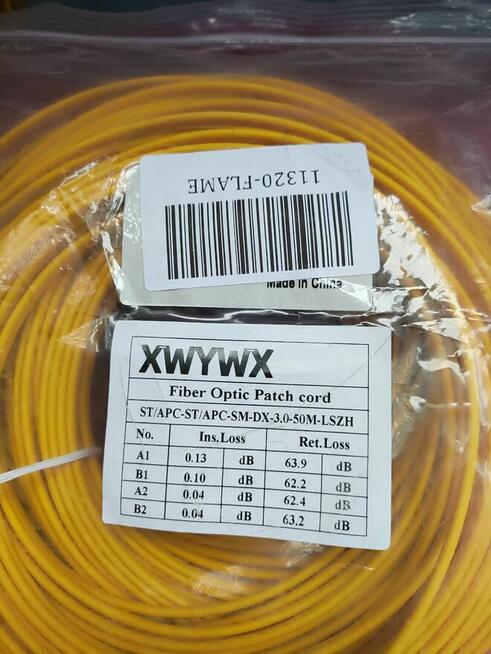 11320-FLAME
Made in China
XWYWX
Fiber Optic Patch cord
ST/APC-ST/APC-SM-DX-3.0-50M-LSZH
No. Ins.Loss Ret.Loss
A1 0.13 dB 63.9 dB
B1 0.10 dB 62.2 dB
A2 0.04 dB 62.4 dB
B2 0.04 dB 63.2 dB